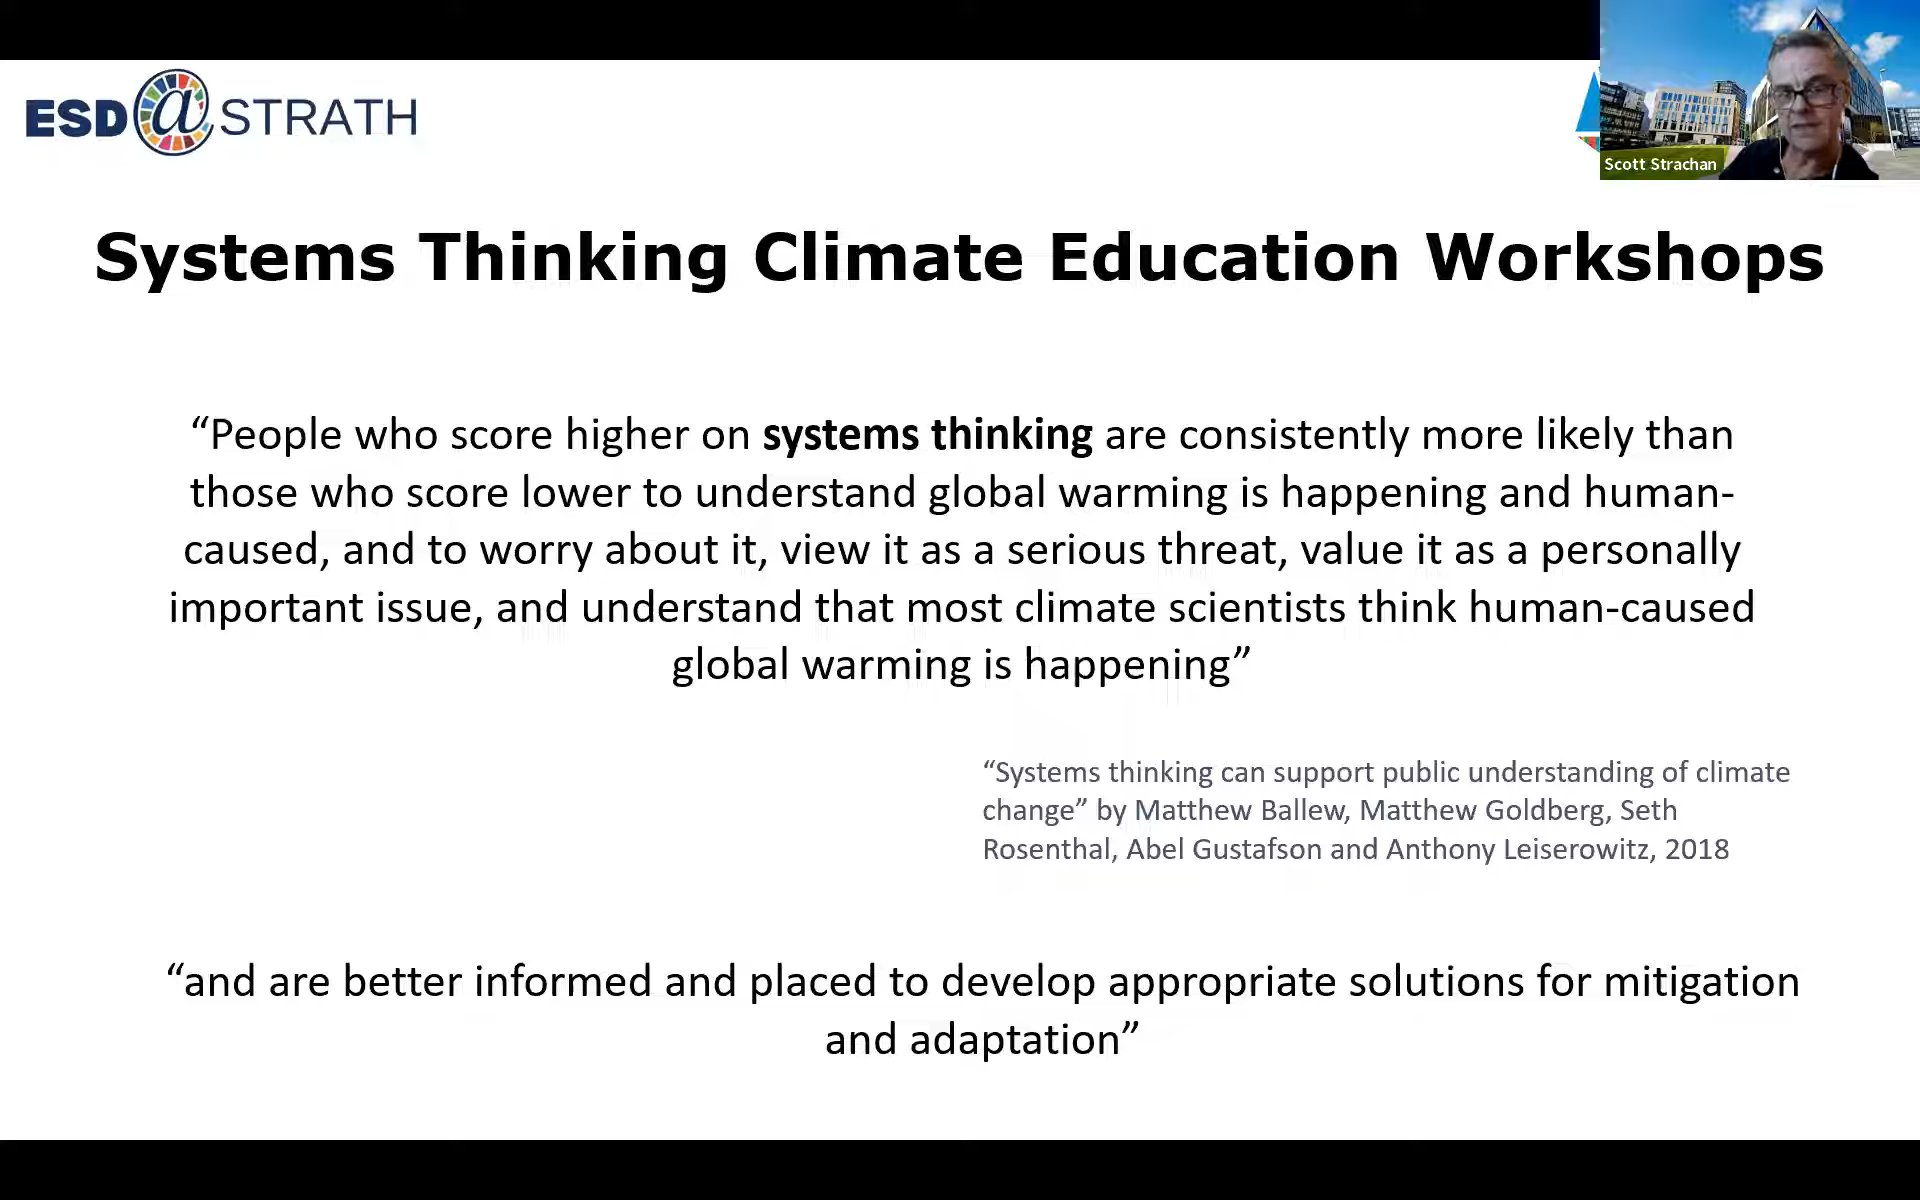 ESD@STRATH
Scott Strachan
Systems Thinking Climate Education Workshops
“People who score higher on systems thinking are consistently more likely than
those who score lower to understand global warming is happening and human-
caused, and to worry about it, view it as a serious threat, value it as a personally
important issue, and understand that most climate scientists think human-caused
global warming is happening”
“Systems thinking can support public understanding of climate
change” by Matthew Ballew, Matthew Goldberg, Seth
Rosenthal, Abel Gustafson and Anthony Leiserowitz, 2018
“and are better informed and placed to develop appropriate solutions for mitigation
and adaptation”